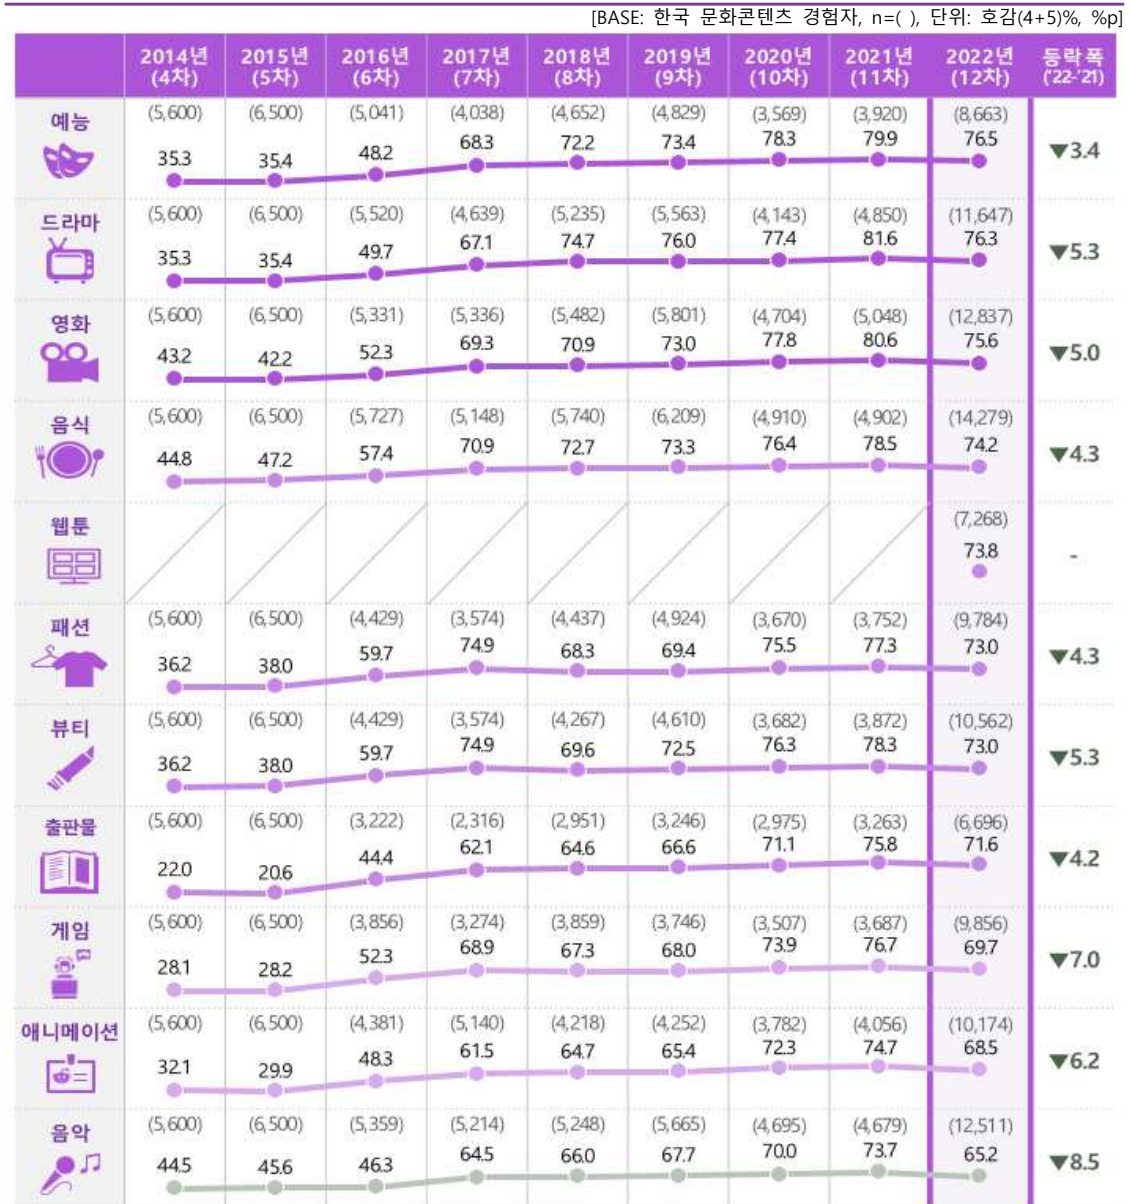 [BASE: 한국 문화콘텐츠 경험자, n=( ), 단위: 호감(4+5)%, %p]
2014년 2015년 2016년 2017년 2018년 2019년 2020년 2021년 2022년 등락폭
(4차) (5차) (6차) (7차) (8차) (9차) (10차) (11차) (12차) ('22-'21)
예능 (5,600) (6,500) (5,041) (4,038) (4,652) (4,829) (3,569) (3,920) (8,663)
35.3 35.4 48.2 68.3 72.2 73.4 78.3 79.9 76.5 ▼3.4
드라마 (5,600) (6,500) (5,520) (4,639) (5,235) (5,563) (4,143) (4,850) (11,647)
35.3 35.4 49.7 67.1 74.7 76.0 77.4 81.6 76.3 ▼5.3
영화 (5,600) (6,500) (5,331) (5,336) (5,482) (5,801) (4,704) (5,048) (12,837)
43.2 42.2 52.3 69.3 70.9 73.0 77.8 80.6 75.6 ▼5.0
음식 (5,600) (6,500) (5,727) (5,148) (5,740) (6,209) (4,910) (4,902) (14,279)
44.8 47.2 57.4 70.9 72.7 73.3 76.4 78.5 74.2 ▼4.3
웹툰 (7,268)
73.8 -
패션 (5,600) (6,500) (4,429) (3,574) (4,437) (4,924) (3,670) (3,752) (9,784)
36.2 38.0 59.7 74.9 68.3 69.4 75.5 77.3 73.0 ▼4.3
뷰티 (5,600) (6,500) (4,429) (3,574) (4,267) (4,610) (3,682) (3,872) (10,562)
36.2 38.0 59.7 74.9 69.6 72.5 76.3 78.3 73.0 ▼5.3
출판물 (5,600) (6,500) (3,222) (2,316) (2,951) (3,246) (2,975) (3,263) (6,696)
22.0 20.6 44.4 62.1 64.6 66.6 71.1 75.8 71.6 ▼4.2
게임 (5,600) (6,500) (3,856) (3,274) (3,859) (3,746) (3,507) (3,687) (9,856)
28.1 28.2 52.3 68.9 67.3 68.0 73.9 76.7 69.7 ▼7.0
애니메이션 (5,600) (6,500) (4,381) (5,140) (4,218) (4,252) (3,782) (4,056) (10,174)
32.1 29.9 48.3 61.5 64.7 65.4 72.3 74.7 68.5 ▼6.2
음악 (5,600) (6,500) (5,359) (5,214) (5,248) (5,665) (4,695) (4,679) (12,511)
44.5 45.6 46.3 64.5 66.0 67.7 70.0 73.7 65.2 ▼8.5